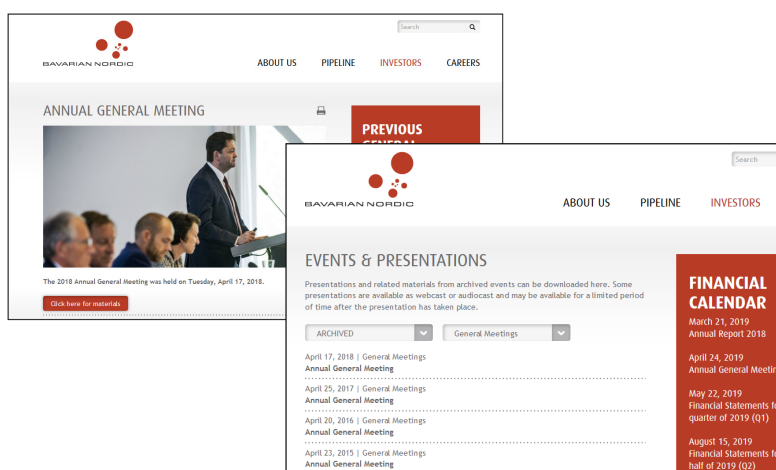 Search
BAVARIAN NORDIC
ABOUT US PIPELINE INVESTORS CAREERS
ANNUAL GENERAL MEETING
PREVIOUS
GENERAL
The 2018 Annual General Meeting was held on Tuesday, April 17, 2018.
Click here for materials
Search
BAVARIAN NORDIC
ABOUT US PIPELINE INVESTORS
EVENTS & PRESENTATIONS
Presentations and related materials from archived events can be downloaded here. Some
presentations are available as webcast or audiocast and may be available for a limited period
of time after the presentation has taken place.
ARCHIVED General Meetings
April 17, 2018 | General Meetings
Annual General Meeting
April 25, 2017 | General Meetings
Annual General Meeting
April 20, 2016 | General Meetings
Annual General Meeting
April 23, 2015 | General Meetings
Annual General Meeting
FINANCIAL
CALENDAR
March 21, 2019
Annual Report 2018
April 24, 2019
Annual General Meetin
May 22, 2019
Financial Statements fo
quarter of 2019 (Q1)
August 15, 2019
Financial Statements fo
half of 2019 (Q2)